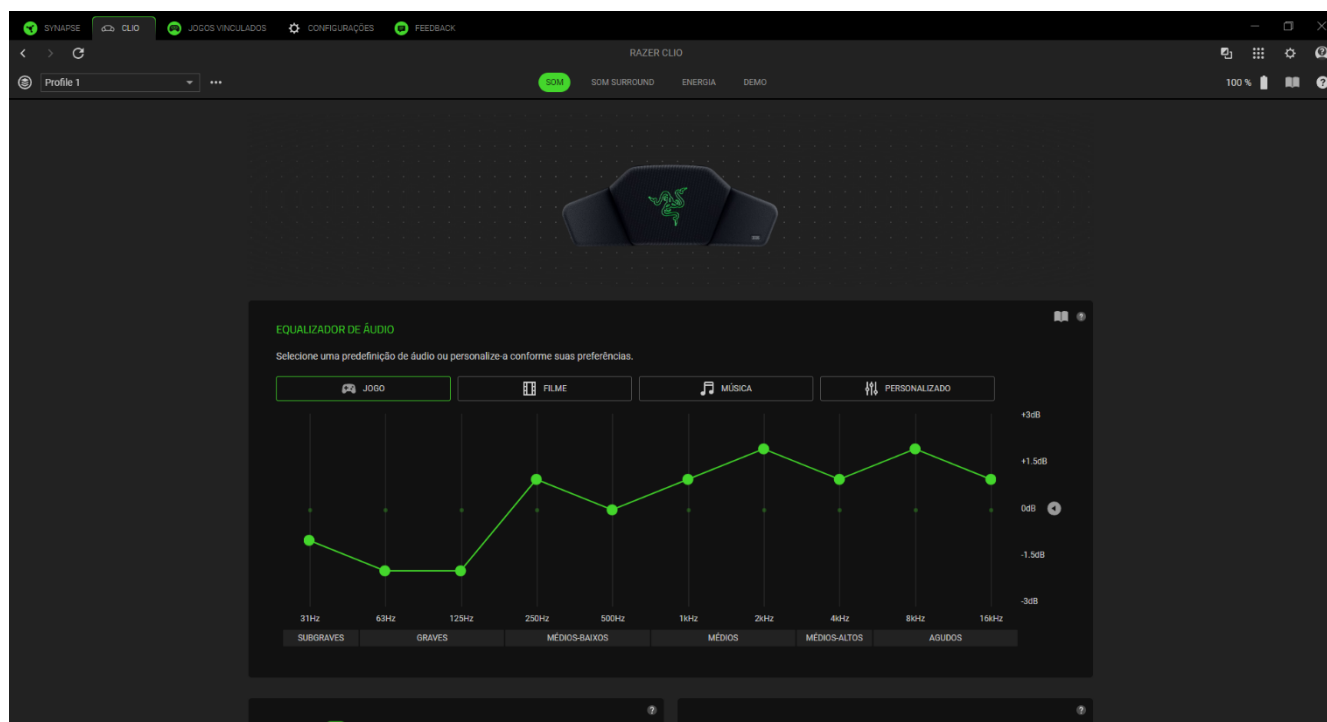 SYNAPSE CLIO JOGOS VINCULADOS CONFIGURAÇÕES FEEDBACK
RAZER CLIO
Profile 1 SOM SOM SURROUND ENERGIA DEMO 100 %
EQUALIZADOR DE ÁUDIO
Selecione uma predefinição de áudio ou personalize-a conforme suas preferências.
JOGO FILME MÚSICA PERSONALIZADO
+3dB
+1.5dB
0dB
-1.5dB
-3dB
31Hz 63Hz 125Hz 250Hz 500Hz 1kHz 2kHz 4kHz 8kHz 16kHz
SUBGRAVES GRAVES MÉDIOS-BAIXOS MÉDIOS MÉDIOS-ALTOS AGUDOS